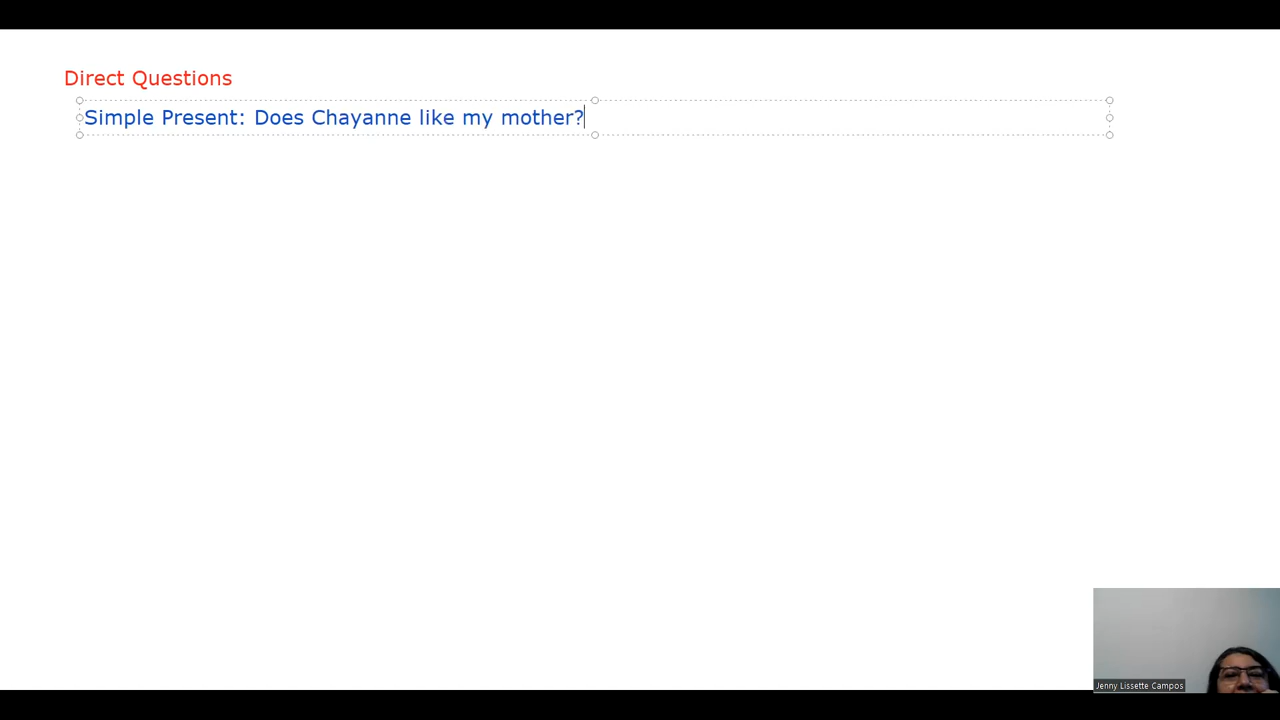 Direct Questions
Simple Present: Does Chayanne like my mother?
Jenny Lissette Campos